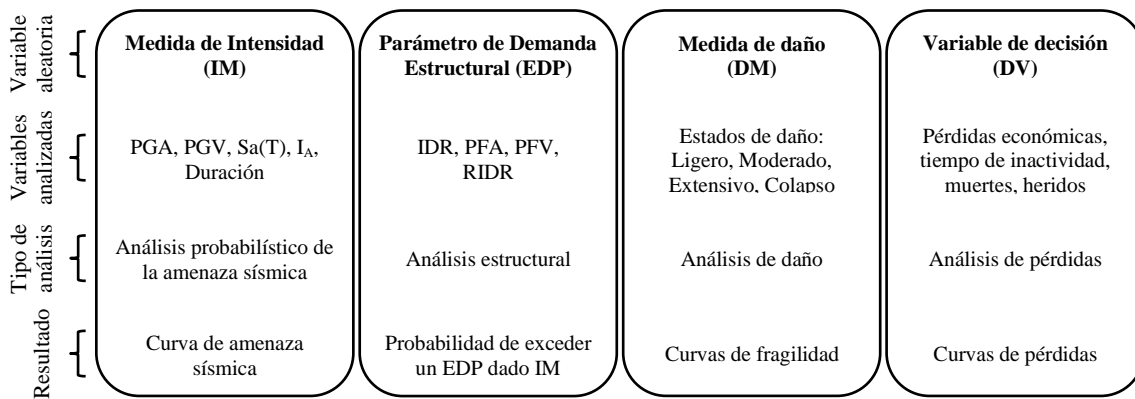 Variable
aleatoria
Medida de Intensidad
(IM)
Parámetro de Demanda
Estructural (EDP)
Medida de daño
(DM)
Variable de decisión
(DV)
Variables
analizadas
PGA, PGV, Sa(T), I_A,
Duración
IDR, PFA, PFV,
RIDR
Estados de daño:
Ligero, Moderado,
Extensivo, Colapso
Pérdidas económicas,
tiempo de inactividad,
muertes, heridos
Tipo de
análisis
Análisis probabilístico de
la amenaza sísmica
Análisis estructural
Análisis de daño
Análisis de pérdidas
Resultado
Curva de amenaza
sísmica
Probabilidad de exceder
un EDP dado IM
Curvas de fragilidad
Curvas de pérdidas